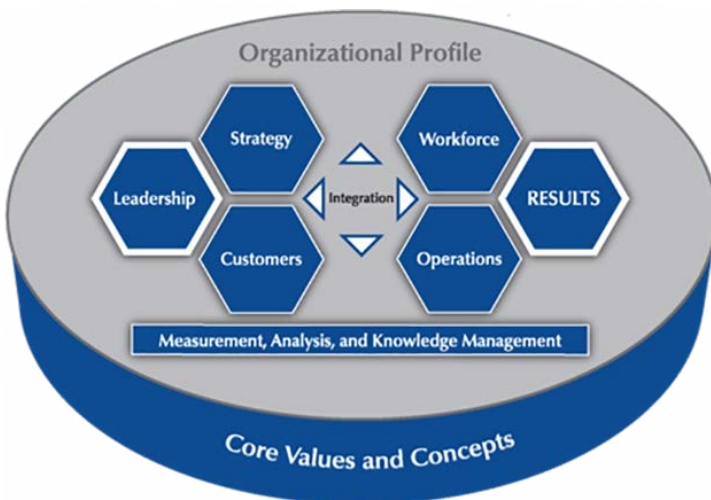 Organizational Profile
Strategy
Workforce
Leadership
Integration
RESULTS
Customers
Operations
Measurement, Analysis, and Knowledge Management
Core Values and Concepts